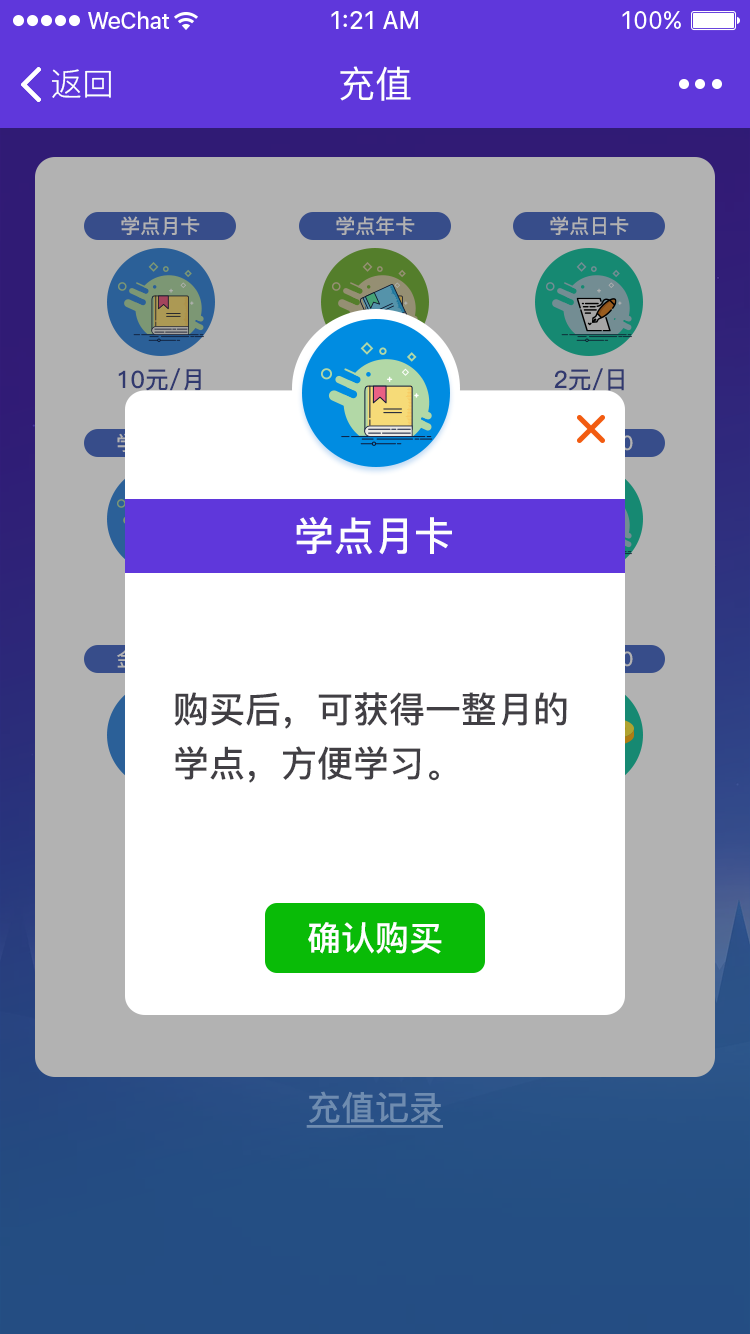 WeChat 1:21 AM 100%
返回 充值
学点月卡 学点年卡 学点日卡
10元/月 2元/日
学点月卡
购买后，可获得一整月的
学点，方便学习。
确认购买
充值记录